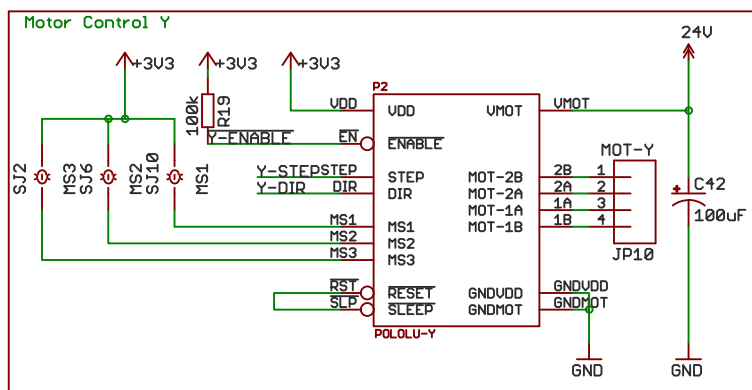 Motor Control Y
24V
+3V3
+3V3
+3V3
P2
100k
R19
VDD
VDD
VMOT
VMOT
Y-ENABLE
EN
ENABLE
MOT-Y
SJ2
MS3
SJ6
MS2
SJ10
MS1
Y-STEP
STEP
STEP
MOT-2B
2B
1
Y-DIR
DIR
DIR
MOT-2A
2A
2
MOT-1A
1A
3
MS1
MS1
MOT-1B
1B
4
C42
100uF
MS2
MS2
MS3
MS3
JP10
RST
RESET
GNDVDD
GNDVDD
SLP
SLEEP
GNDMOT
GNDMOT
POLOLU-Y
GND
GND